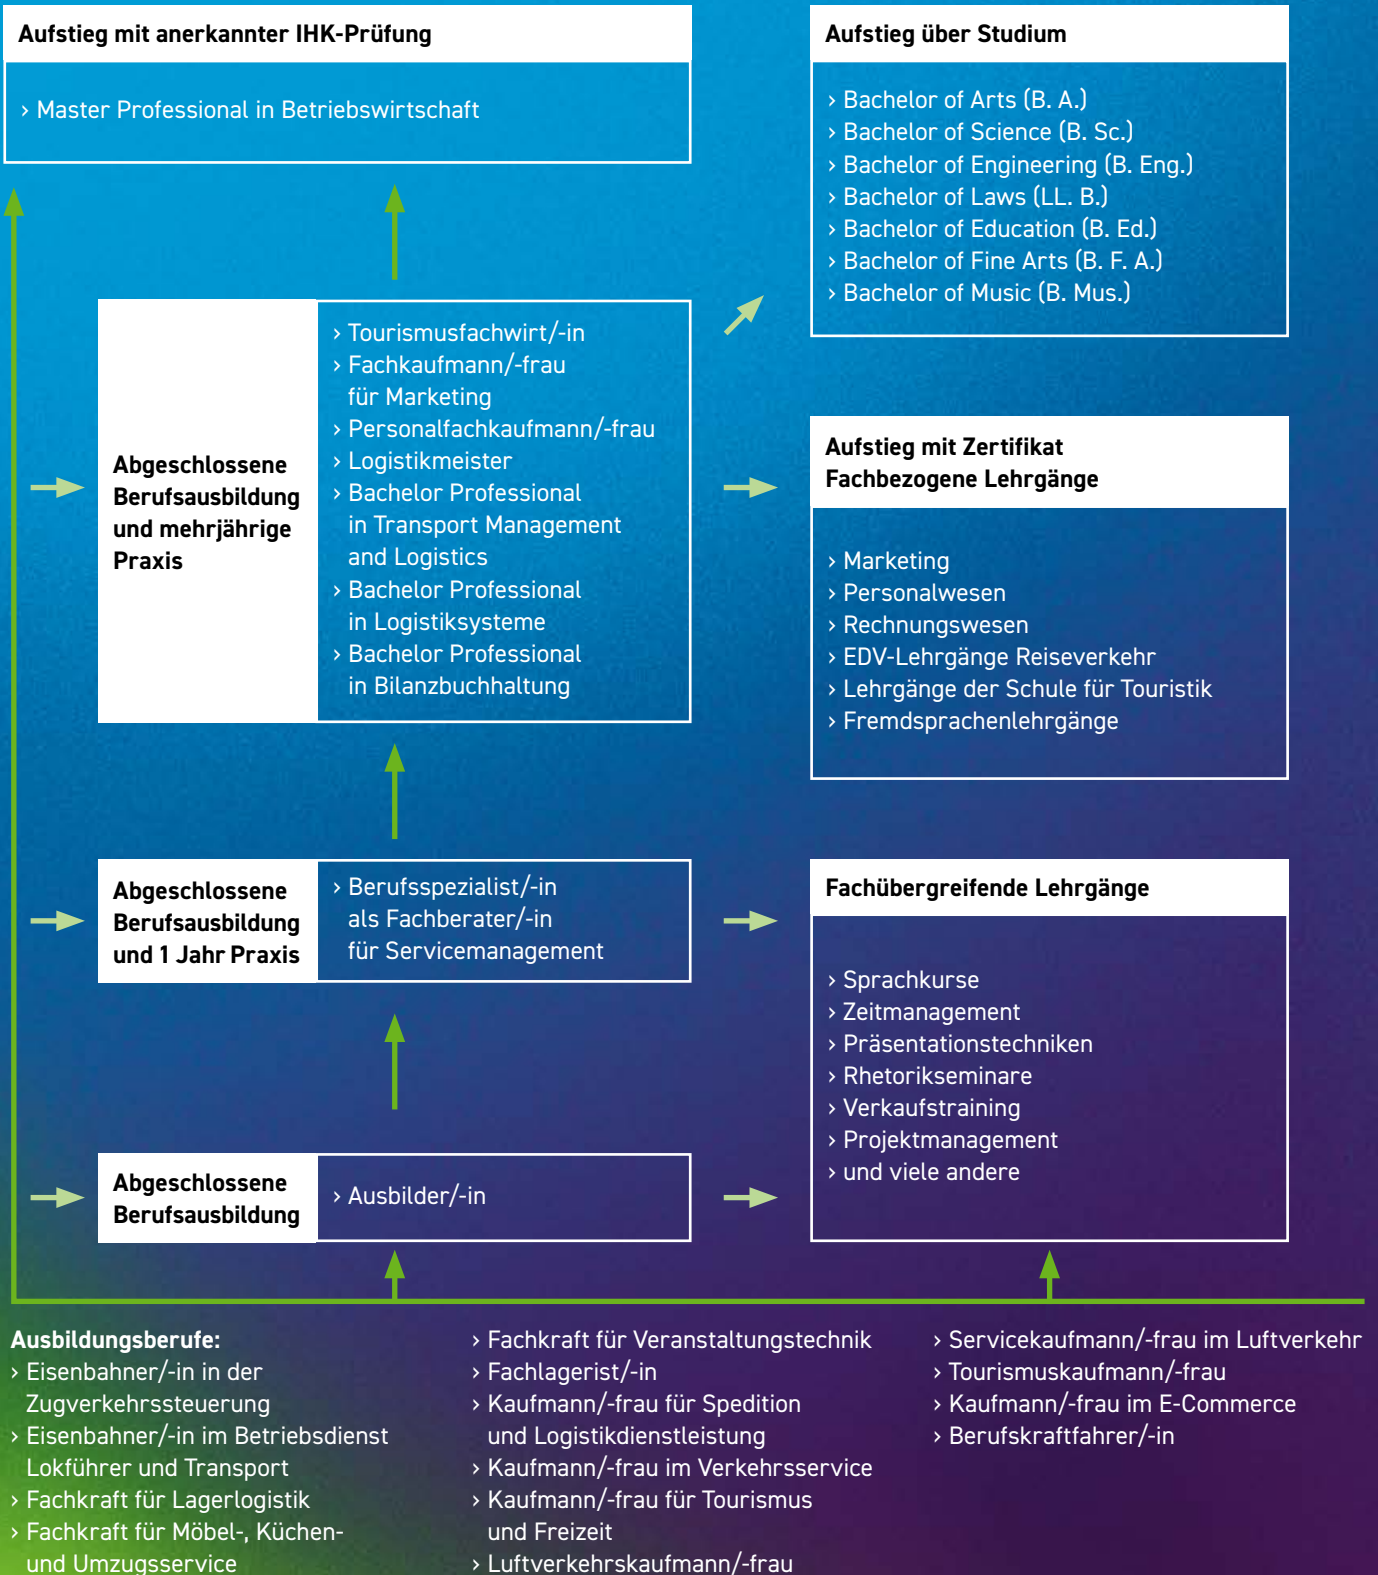 Aufstieg mit anerkannter IHK-Prüfung
› Master Professional in Betriebswirtschaft
Aufstieg über Studium
› Bachelor of Arts (B. A.)
› Bachelor of Science (B. Sc.)
› Bachelor of Engineering (B. Eng.)
› Bachelor of Laws (LL. B.)
› Bachelor of Education (B. Ed.)
› Bachelor of Fine Arts (B. F. A.)
› Bachelor of Music (B. Mus.)
Abgeschlossene
Berufsausbildung
und mehrjährige
Praxis
› Tourismusfachwirt/-in
› Fachkaufmann/-frau
für Marketing
› Personalfachkaufmann/-frau
› Logistikmeister
› Bachelor Professional
in Transport Management
and Logistics
› Bachelor Professional
in Logistiksysteme
› Bachelor Professional
in Bilanzbuchhaltung
Aufstieg mit Zertifikat
Fachbezogene Lehrgänge
› Marketing
› Personalwesen
› Rechnungswesen
› EDV-Lehrgänge Reiseverkehr
› Lehrgänge der Schule für Touristik
› Fremdsprachenlehrgänge
Abgeschlossene
Berufsausbildung
und 1 Jahr Praxis
› Berufsspezialist/-in
als Fachberater/-in
für Servicemanagement
Fachübergreifende Lehrgänge
› Sprachkurse
› Zeitmanagement
› Präsentationstechniken
› Rhetorikseminare
› Verkaufstraining
› Projektmanagement
› und viele andere
Abgeschlossene
Berufsausbildung
› Ausbilder/-in
Ausbildungsberufe:
› Eisenbahner/-in in der
Zugverkehrssteuerung
› Eisenbahner/-in im Betriebsdienst
Lokführer und Transport
› Fachkraft für Lagerlogistik
› Fachkraft für Möbel-, Küchen-
und Umzugsservice
› Fachkraft für Veranstaltungstechnik
› Fachlagerist/-in
› Kaufmann/-frau für Spedition
und Logistikdienstleistung
› Kaufmann/-frau im Verkehrsservice
› Kaufmann/-frau für Tourismus
und Freizeit
› Luftverkehrskaufmann/-frau
› Servicekaufmann/-frau im Luftverkehr
› Tourismuskaufmann/-frau
› Kaufmann/-frau im E-Commerce
› Berufskraftfahrer/-in